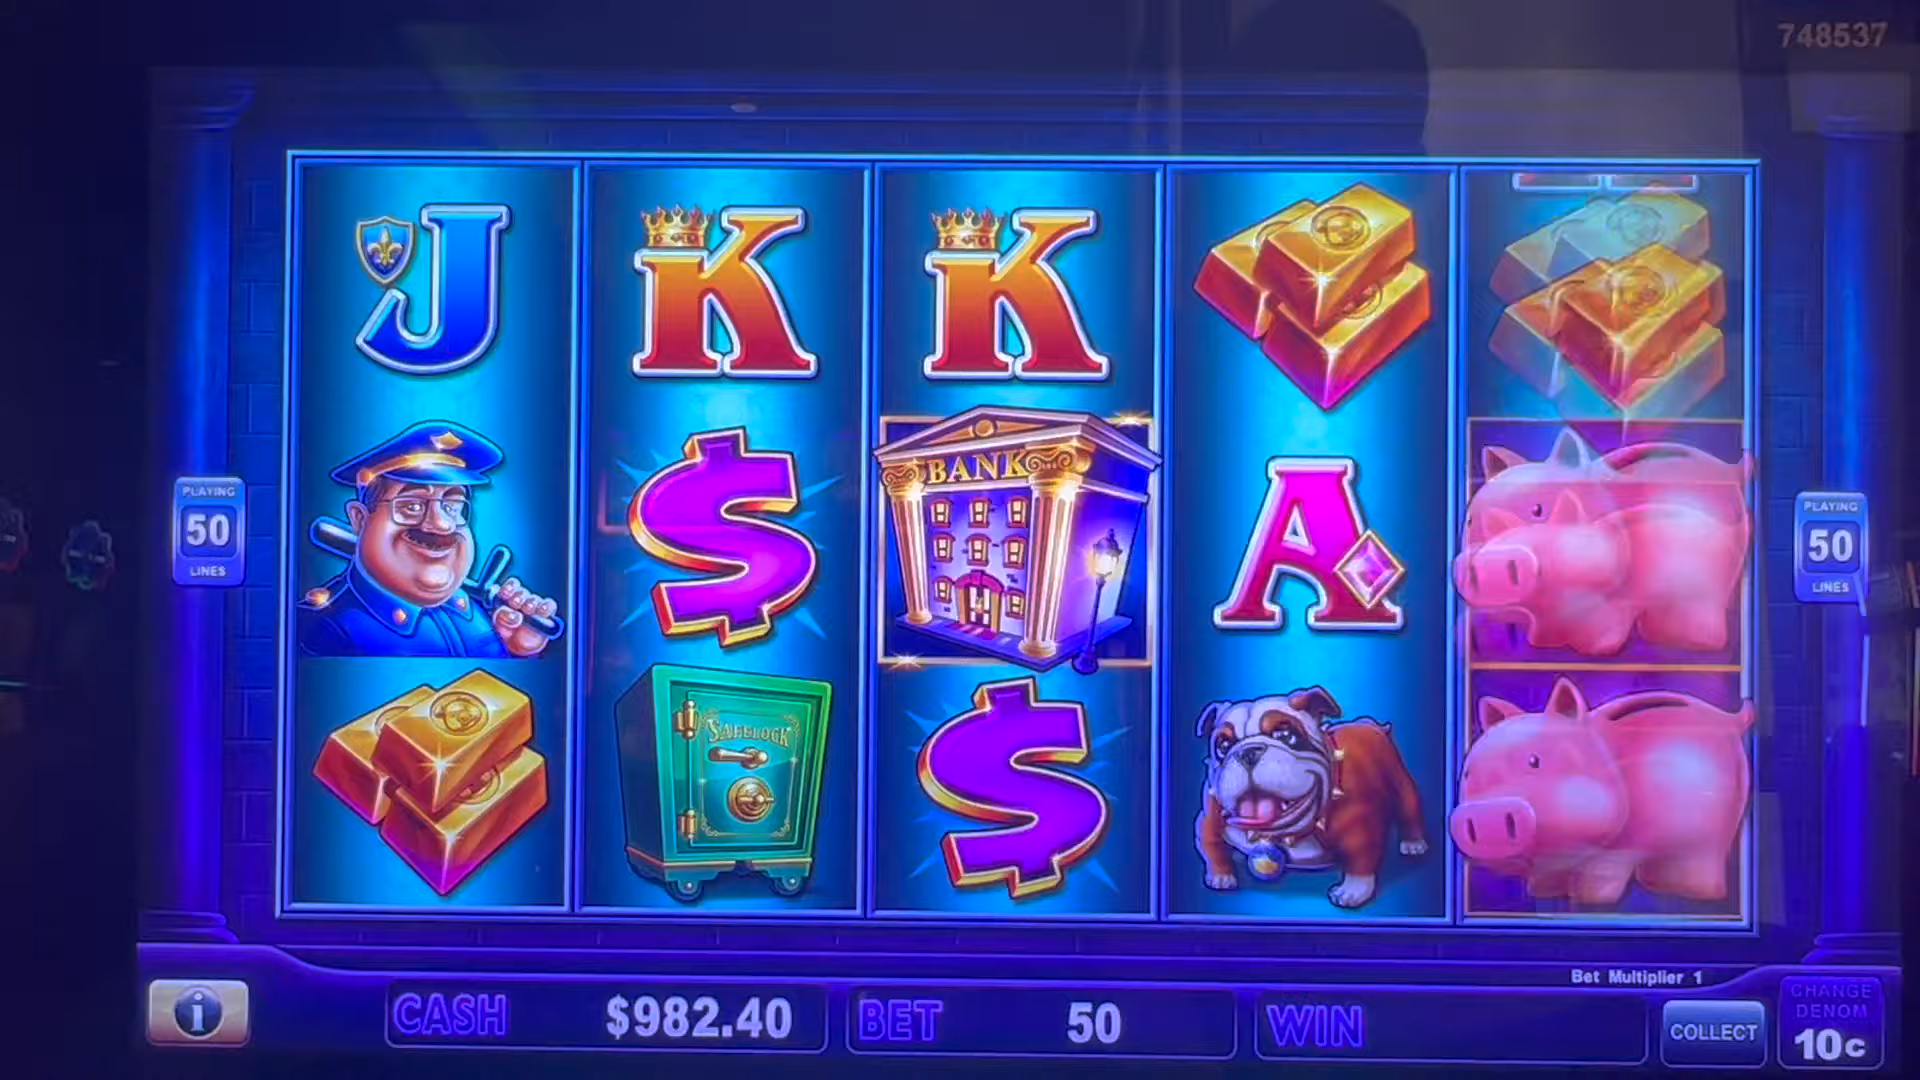 748537
J K K
PLAYING
50
LINES
$
BANK
A
PLAYING
50
LINES
SAFELOCK
$
Bet Multiplier 1
CASH $982.40 BET 50 WIN
COLLECT
CHANGE
DENOM
10c